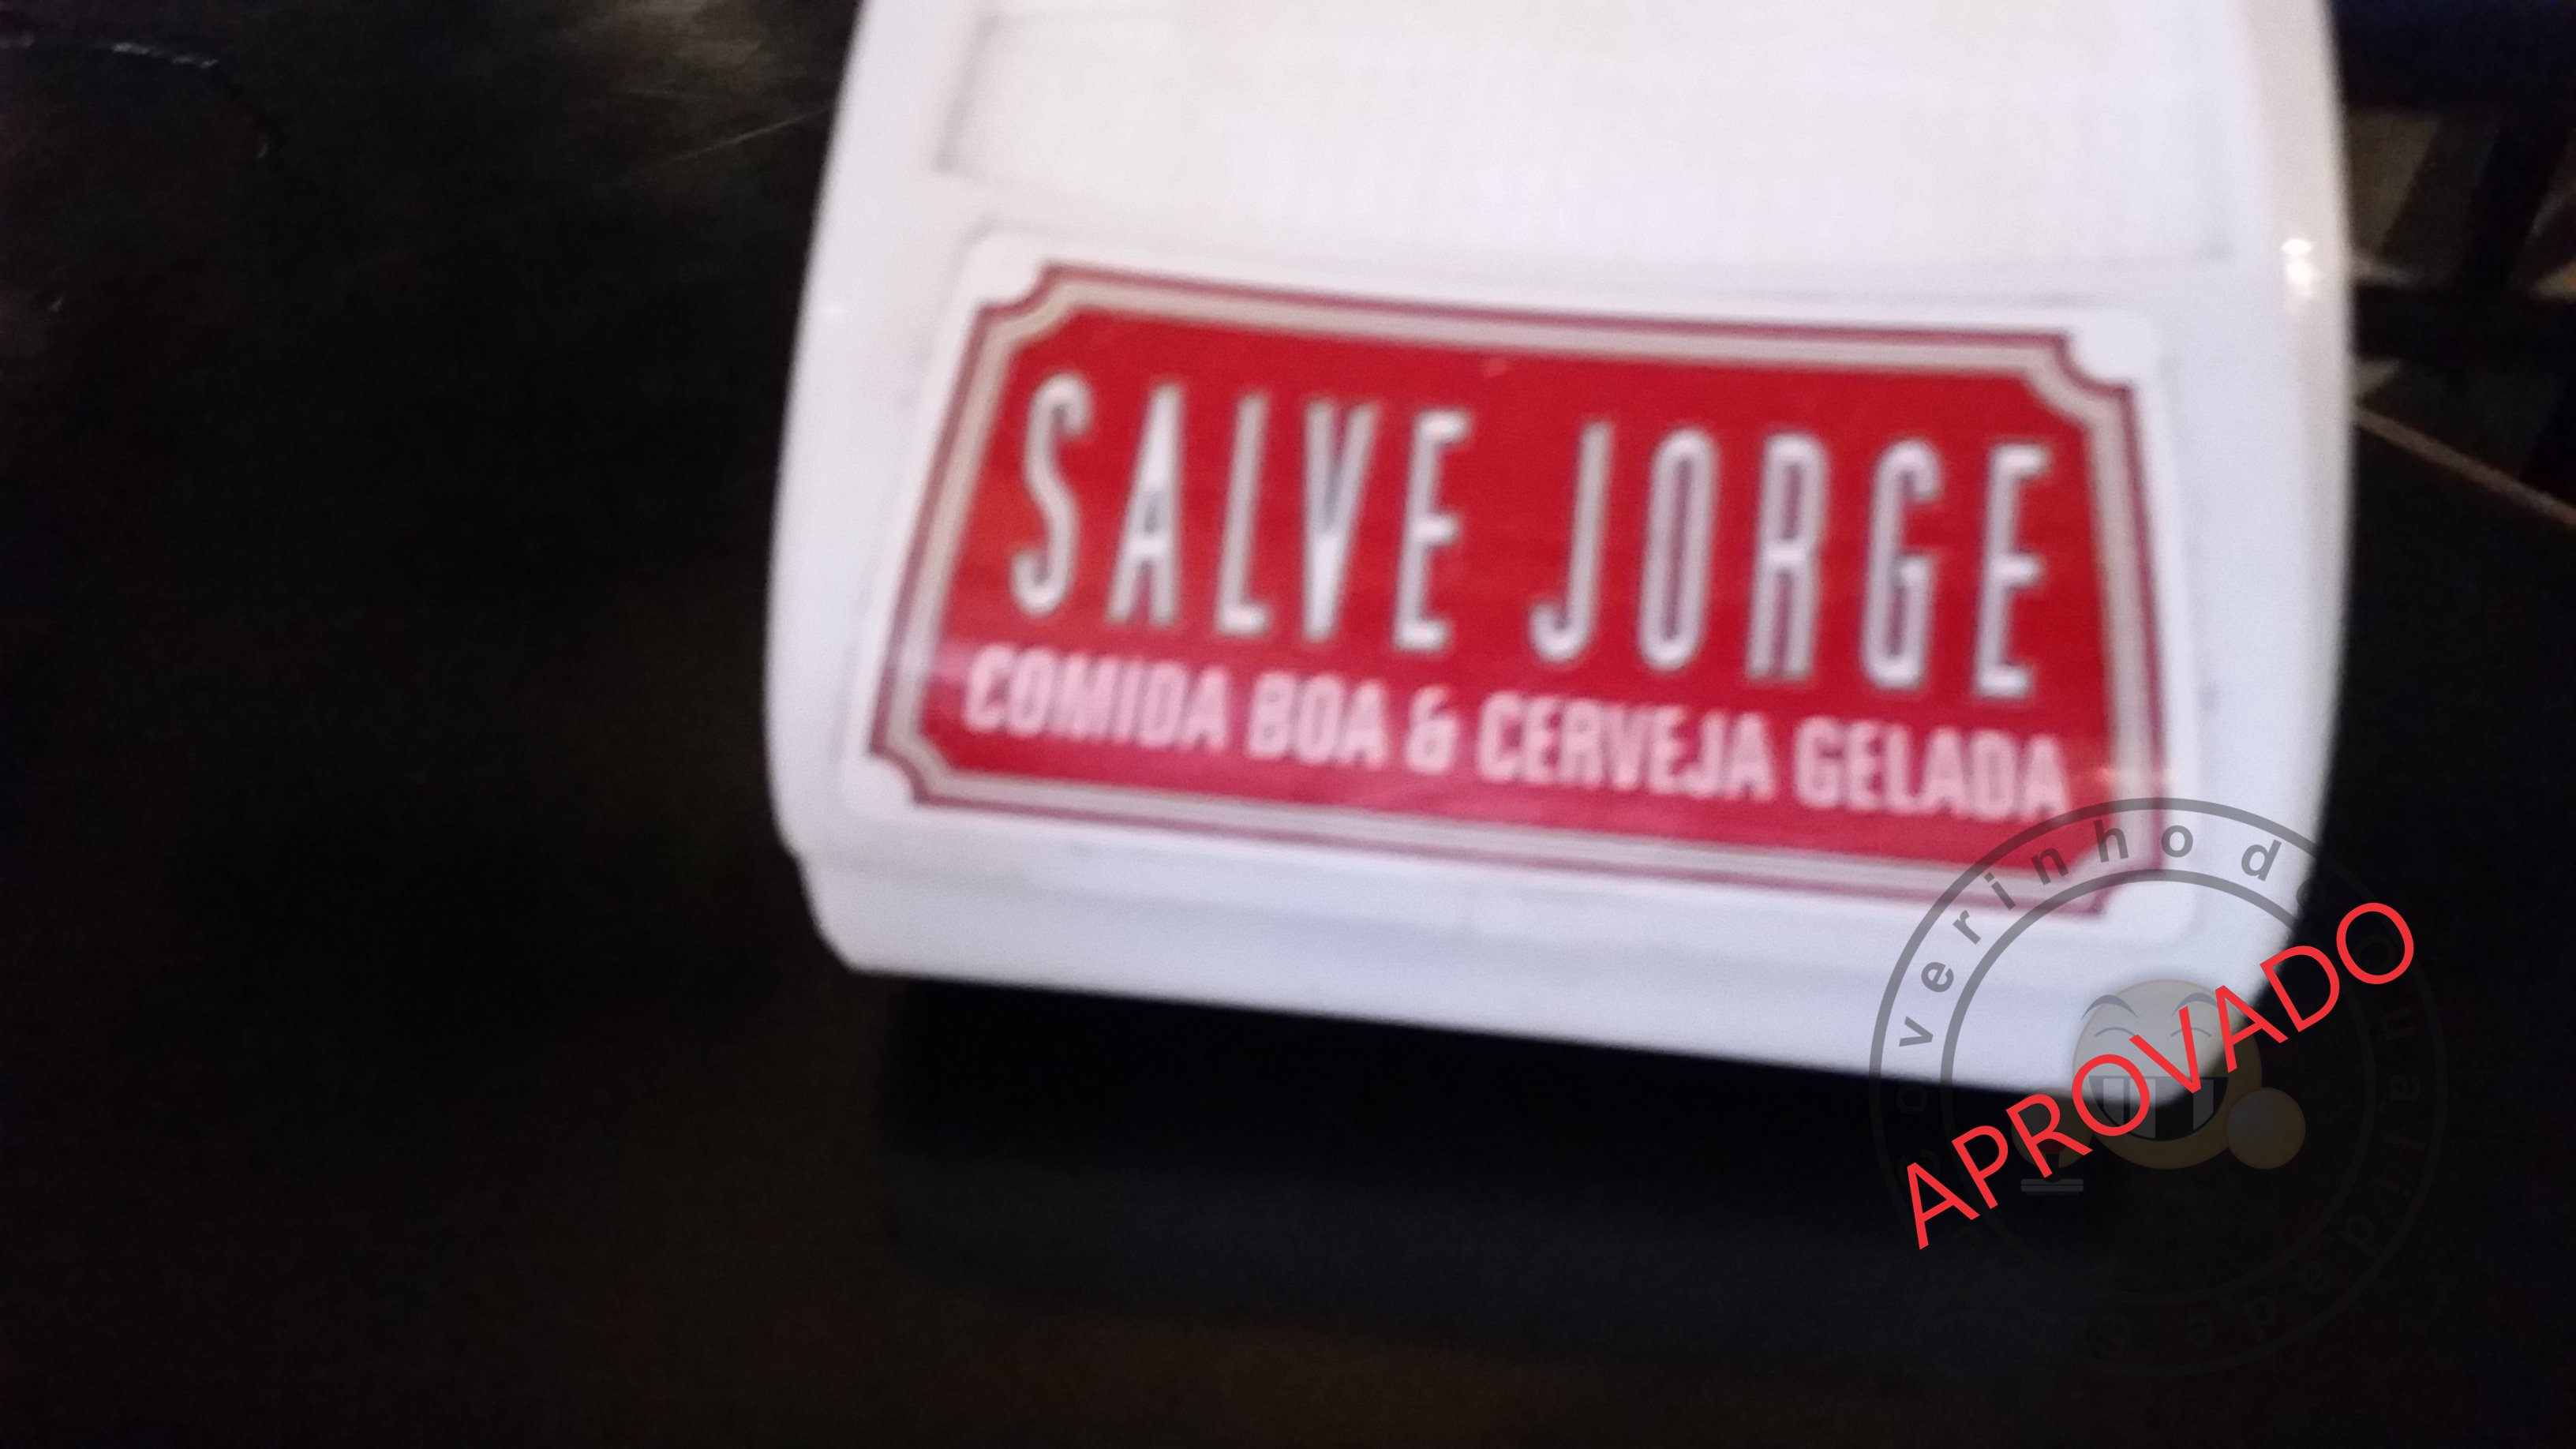 SALVE JORGE
COMIDA BOA & CERVEJA GELADA
APROVADO